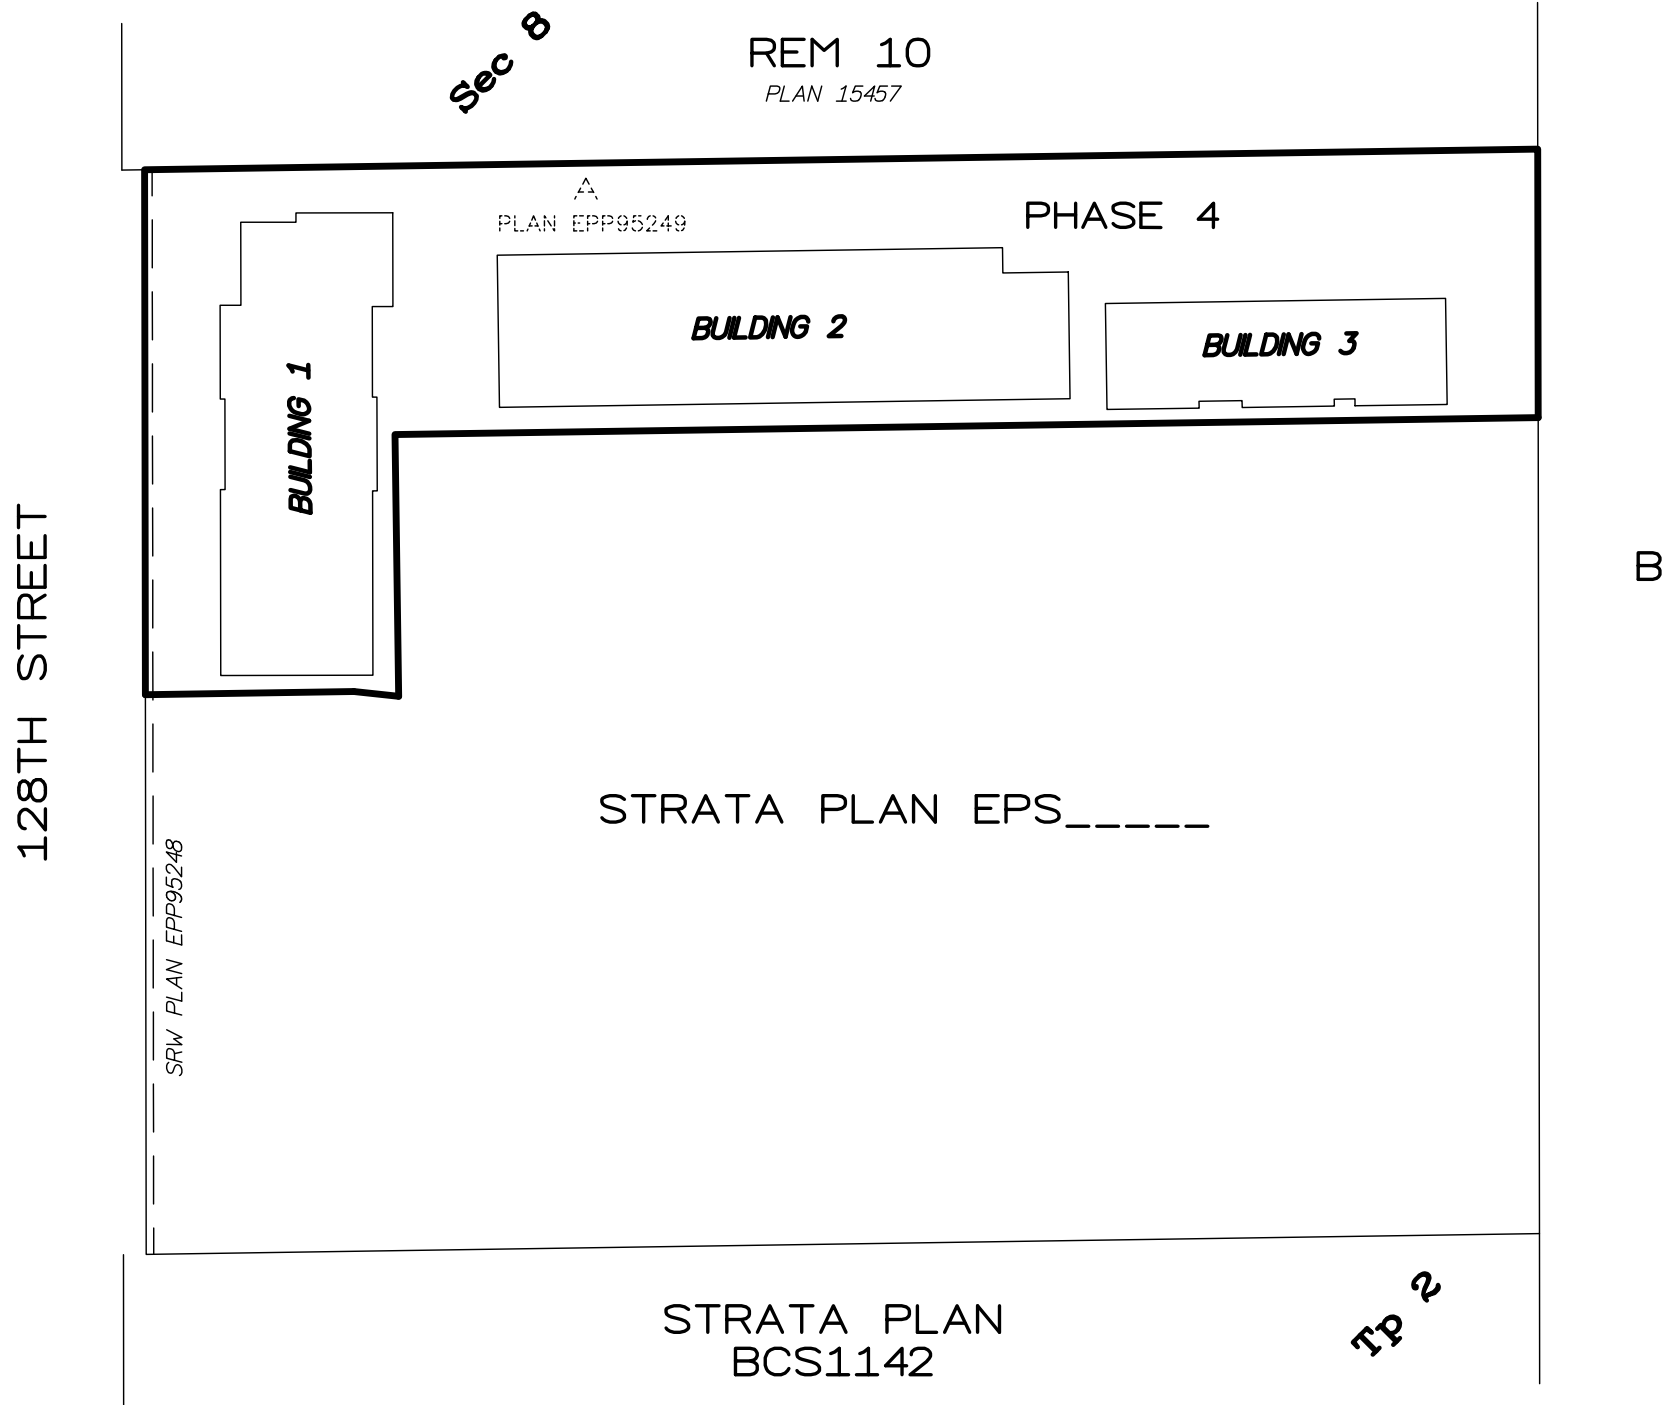 Sec 8
REM 10
PLAN 15457
A
PLAN EPP95249
PHASE 4
BUILDING 1
BUILDING 2
BUILDING 3
128TH STREET
B
STRATA PLAN EPS_____
SRW PLAN EPP95248
STRATA PLAN
BCS1142
Tp 2